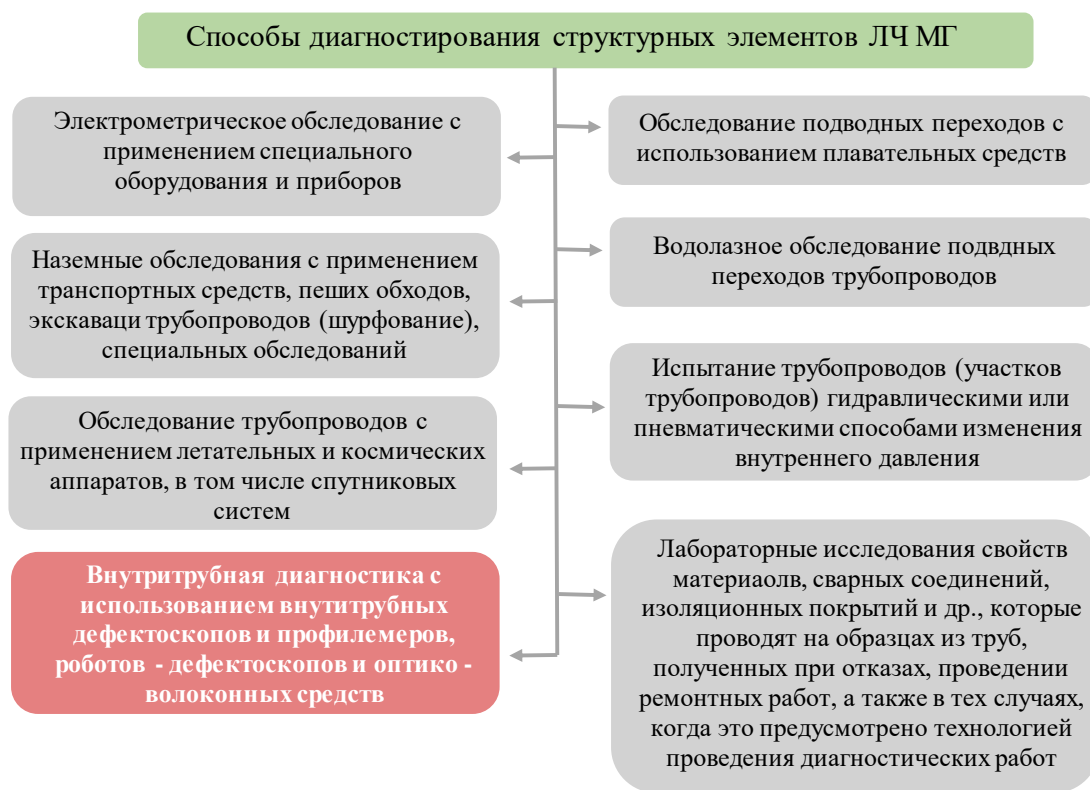 Способы диагностирования структурных элементов ЛЧ МГ
Электрометрическое обследование с
применением специального
оборудования и приборов
Наземные обследования с применением
транспортных средств, пеших обходов,
экскаваци трубопроводов (шурфование),
специальных обследований
Обследование трубопроводов с
применением летательных и космических
аппаратов, в том числе спутниковых
систем
Внутритрубная диагностика с
использованием внутитрубных
дефектоскопов и профилемеров,
роботов - дефектоскопов и оптико -
волоконных средств
Обследование подводных переходов с
использованием плавательных средств
Водолазное обследование подвдных
переходов трубопроводов
Испытание трубопроводов (участков
трубопроводов) гидравлическими или
пневматическими способами изменения
внутреннего давления
Лабораторные исследования свойств
материаолв, сварных соединений,
изоляционных покрытий и др., которые
проводят на образцах из труб,
полученных при отказах, проведении
ремонтных работ, а также в тех случаях,
когда это предусмотрено технологией
проведения диагностических работ